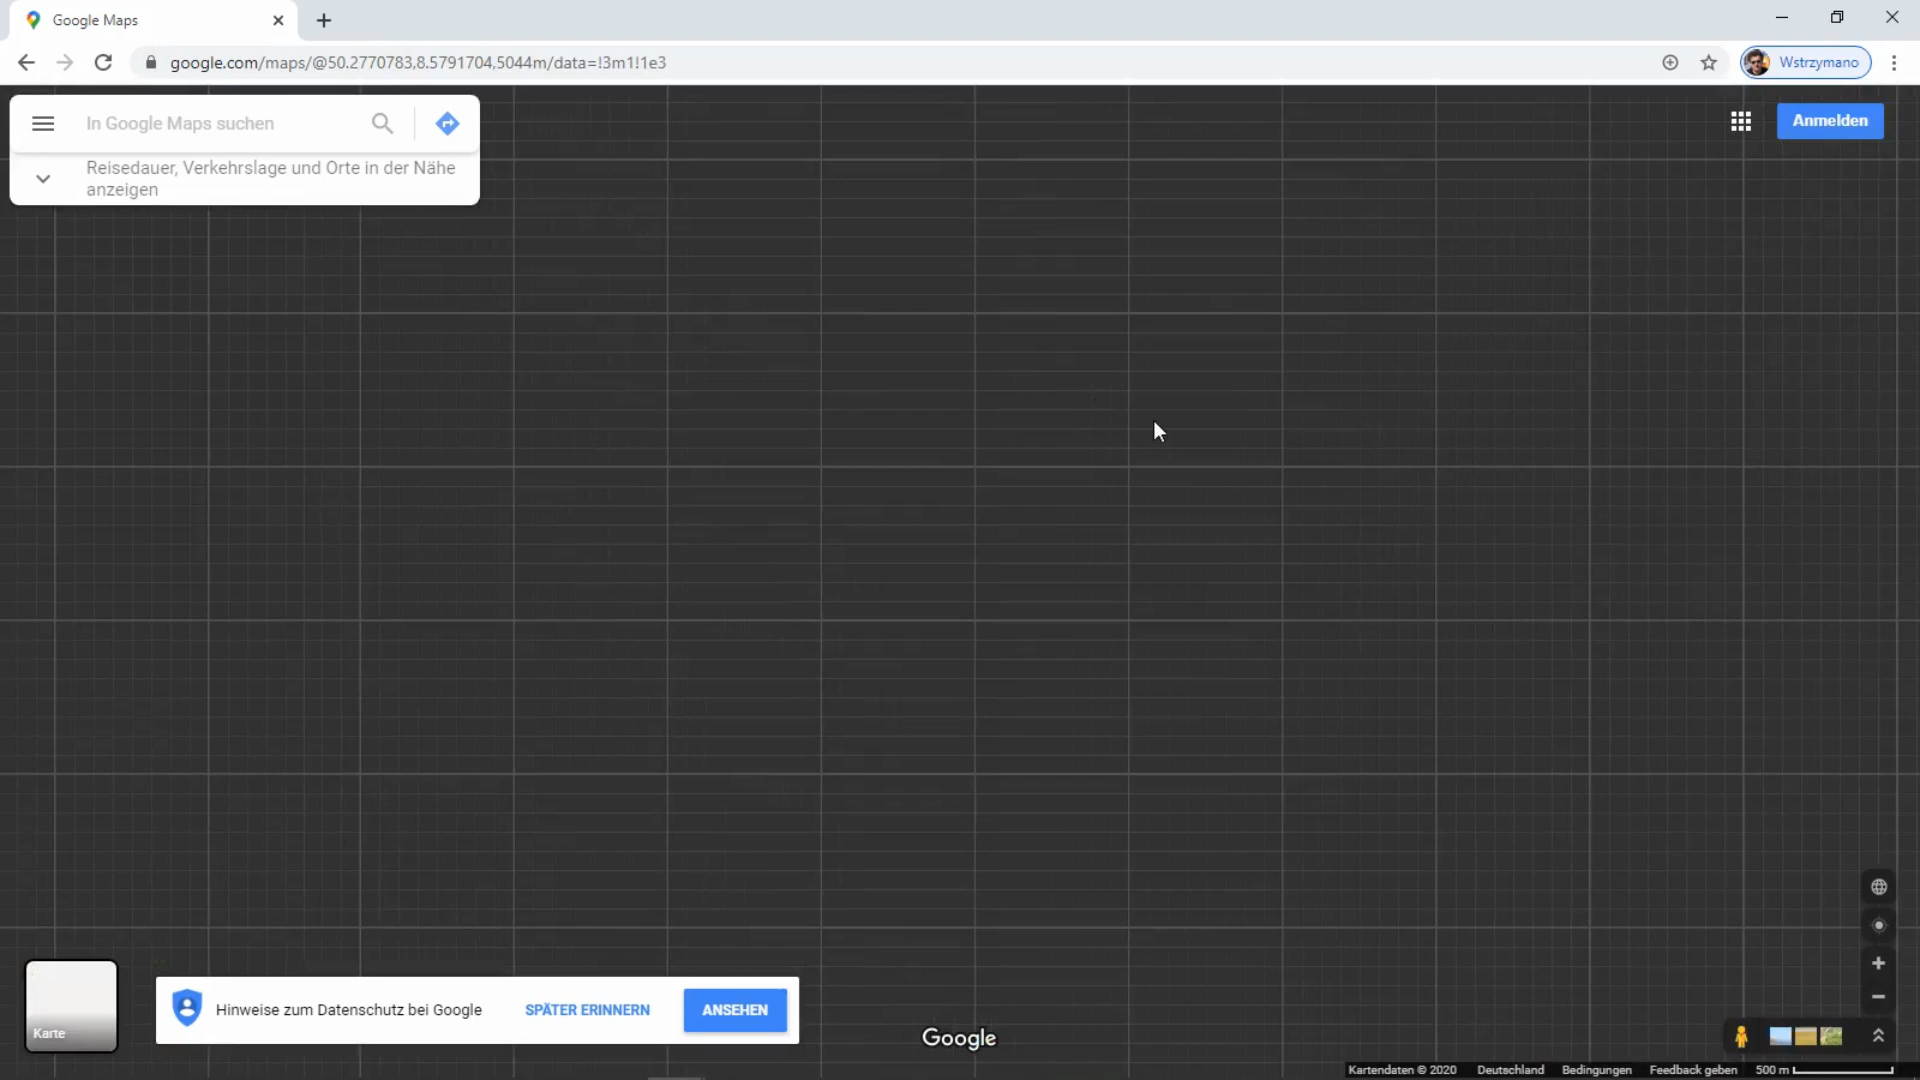 Google Maps
google.com/maps/@50.2770783,8.5791704,5044m/data=!3m1!1e3
Wstrzymano
In Google Maps suchen
Anmelden
Reisedauer, Verkehrslage und Orte in der Nähe
anzeigen
Karte
Hinweise zum Datenschutz bei Google
SPÄTER ERINNERN
ANSEHEN
Google
Kartendaten © 2020
Deutschland
Bedingungen
Feedback geben
500 m